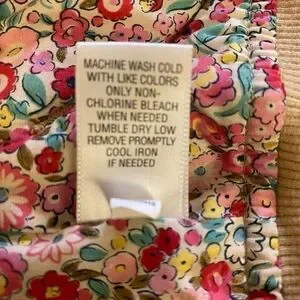 MACHINE WASH COLD
WITH LIKE COLORS
ONLY NON-
CHLORINE BLEACH
WHEN NEEDED
TUMBLE DRY LOW
REMOVE PROMPTLY
COOL IRON
IF NEEDED